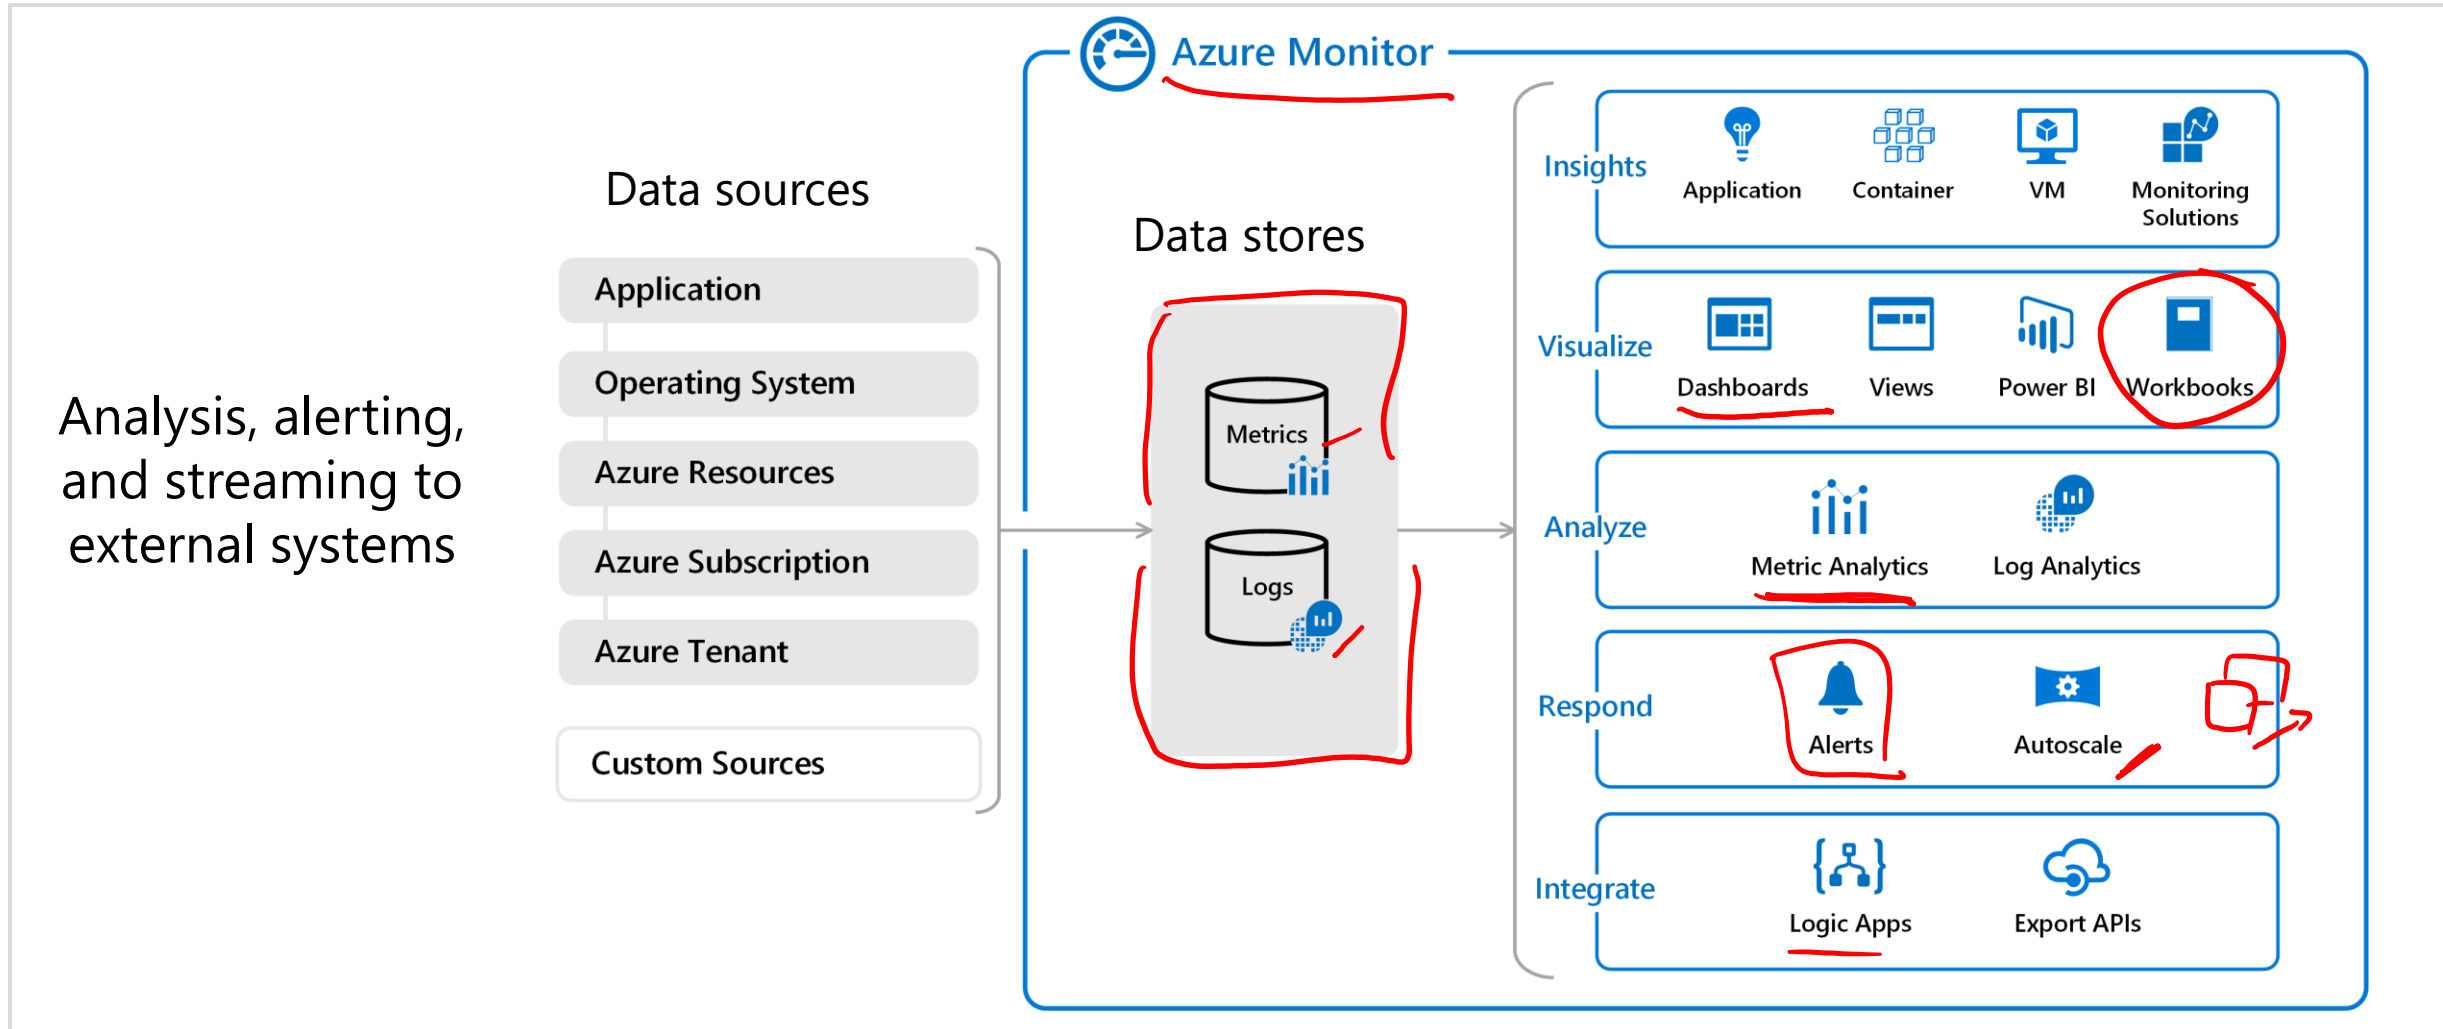 Azure Monitor
Analysis, alerting,
and streaming to
external systems
Data sources
Application
Operating System
Azure Resources
Azure Subscription
Azure Tenant
Custom Sources
Data stores
Metrics
Logs
Insights
Application
Container
VM
Monitoring
Solutions
Visualize
Dashboards
Views
Power BI
Workbooks
Analyze
Metric Analytics
Log Analytics
Respond
Alerts
Autoscale
Integrate
Logic Apps
Export APIs